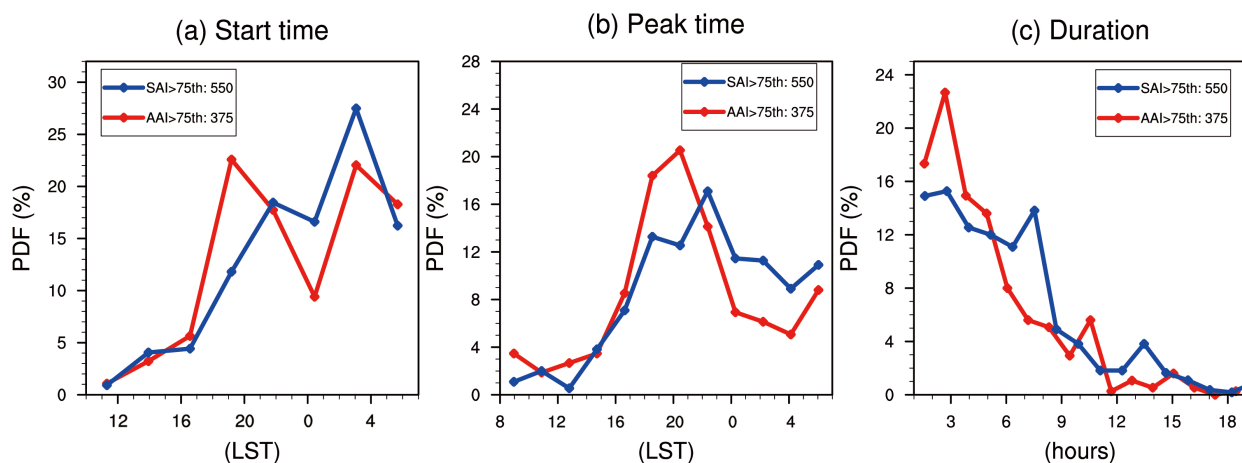 (a) Start time
(b) Peak time
(c) Duration
PDF (%)
30
25
20
15
10
5
0
SAI>75th: 550
AAI>75th: 375
12 16 20 0 4
(LST)
PDF (%)
28
24
20
16
12
8
4
0
SAI>75th: 550
AAI>75th: 375
8 12 16 20 0 4
(LST)
PDF (%)
24
20
16
12
8
4
0
SAI>75th: 550
AAI>75th: 375
3 6 9 12 15 18
(hours)